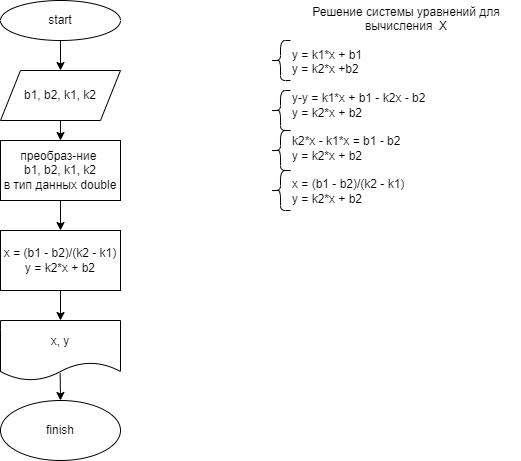 start
b1, b2, k1, k2
преобраз-ние
b1, b2, k1, k2
в тип данных double
x = (b1 - b2)/(k2 - k1)
y = k2*x + b2
x, y
finish
Решение системы уравнений для
вычисления X
y = k1*x + b1
y = k2*x +b2
y-y = k1*x + b1 - k2x - b2
y = k2*x + b2
k2*x - k1*x = b1 - b2
y = k2*x + b2
x = (b1 - b2)/(k2 - k1)
y = k2*x + b2